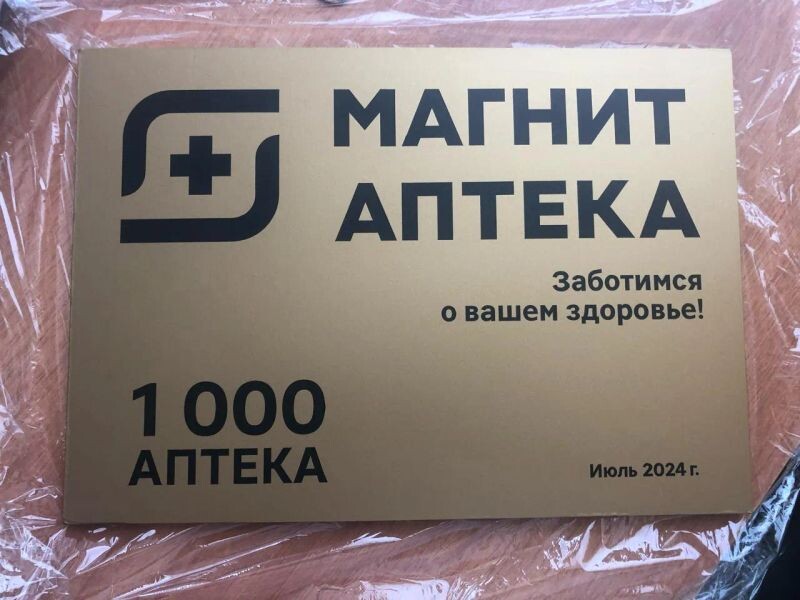 МАГНИТ
АПТЕКА
Заботимся
о вашем здоровье!
1 000
АПТЕКА
Июль 2024 г.